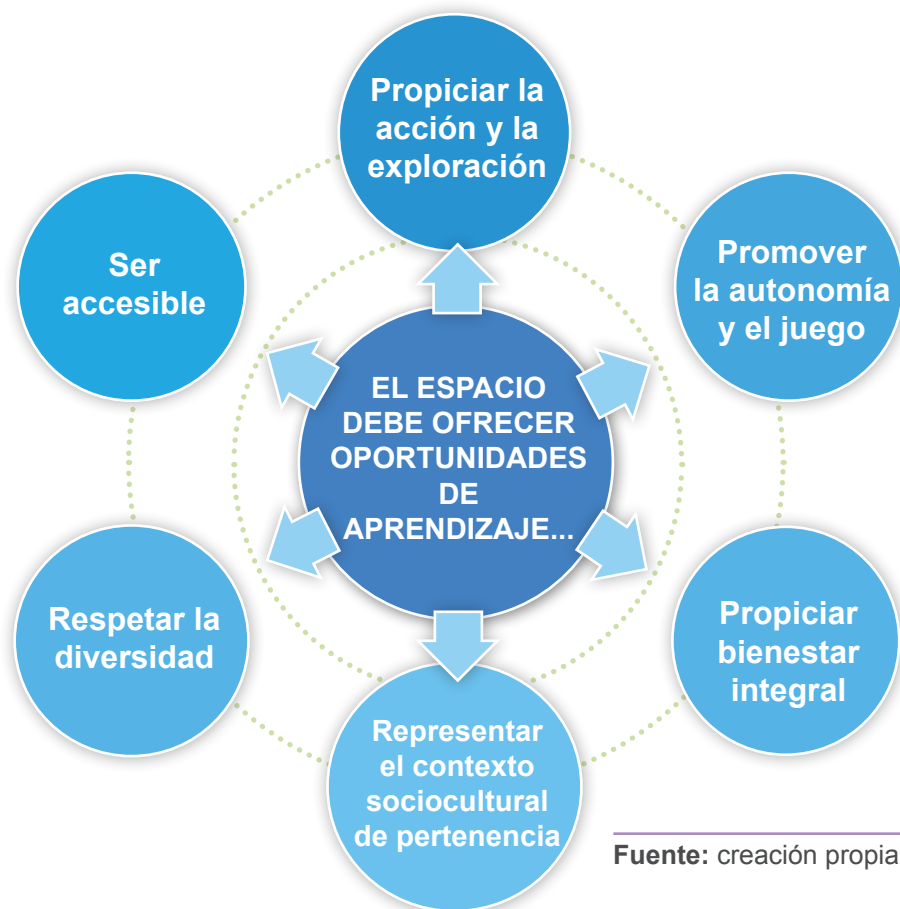 Propiciar la
acción y la
exploración
Promover
la autonomía
y el juego
Propiciar
bienestar
integral
Representar
el contexto
sociocultural
de pertenencia
Respetar la
diversidad
Ser
accesible
EL ESPACIO
DEBE OFRECER
OPORTUNIDADES
DE
APRENDIZAJE...
Fuente: creación propia